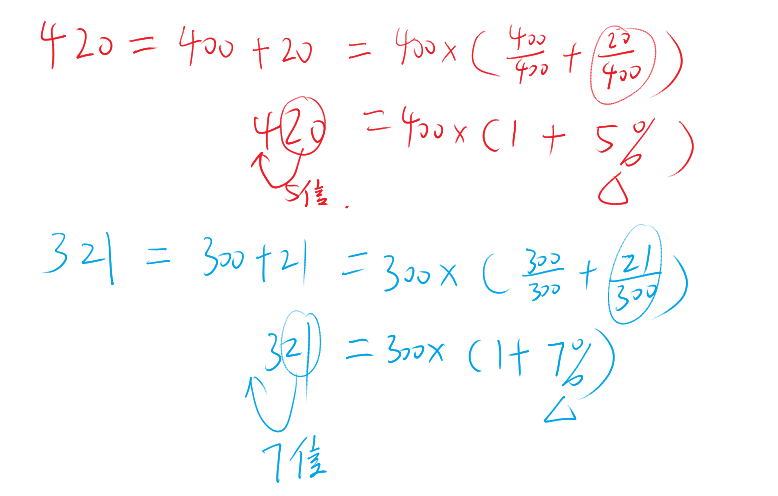 420 = 400 + 20 = 400 × ( 400/400 + 20/400 )
420 = 400 × ( 1 + 5% )
5倍.
321 = 300 + 21 = 300 × ( 300/300 + 21/300 )
321 = 300 × ( 1 + 7% )
7倍